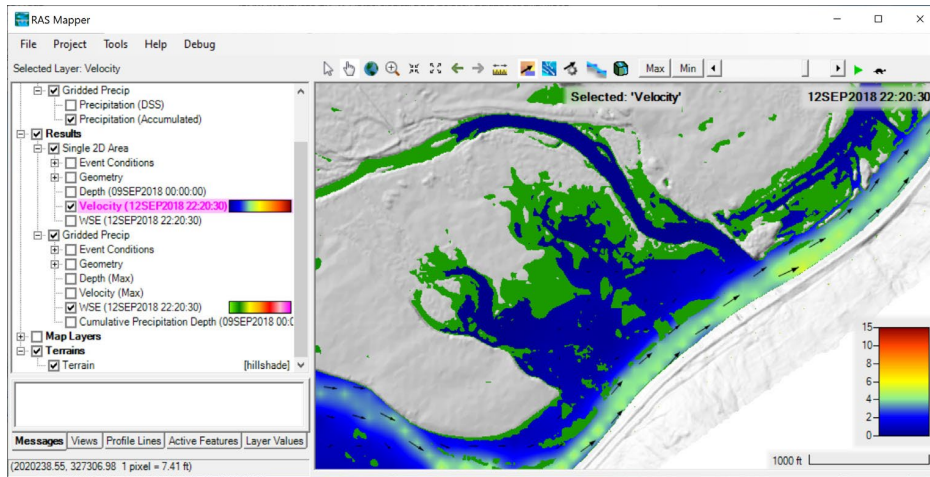 RAS Mapper
File Project Tools Help Debug
Selected Layer: Velocity
Max Min
Gridded Precip
Precipitation (DSS)
Precipitation (Accumulated)
Results
Single 2D Area
Event Conditions
Geometry
Depth (09SEP2018 00:00:00)
Velocity (12SEP2018 22:20:30)
WSE (12SEP2018 22:20:30)
Gridded Precip
Event Conditions
Geometry
Depth (Max)
Velocity (Max)
WSE (12SEP2018 22:20:30)
Cumulative Precipitation Depth (09SEP2018 00:0
Map Layers
Terrains
Terrain [hillshade]
Messages Views Profile Lines Active Features Layer Values
(2020238.55, 327306.98 1 pixel = 7.41 ft)
Selected: 'Velocity' 12SEP2018 22:20:30
15
10
8
6
4
2
0
1000 ft